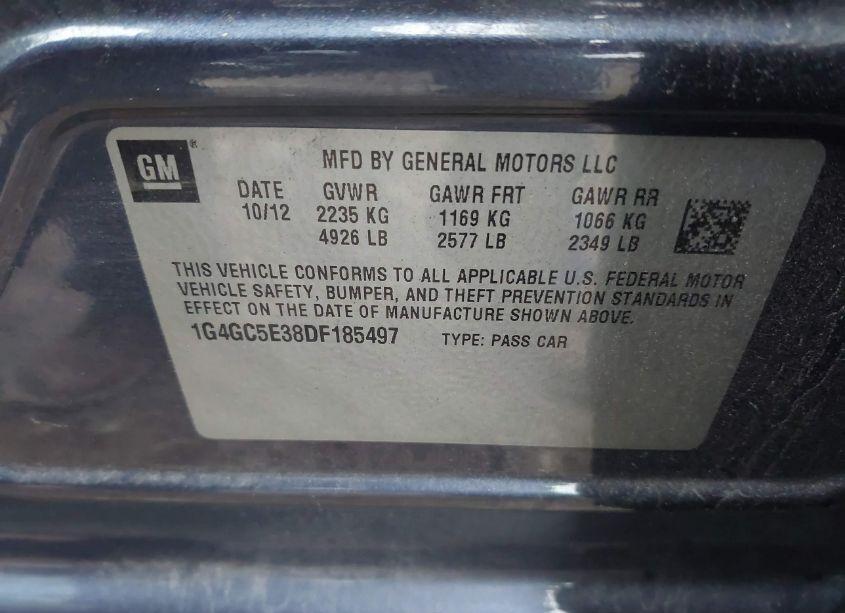 GM
MFD BY GENERAL MOTORS LLC
DATE GVWR GAWR FRT GAWR RR
10/12 2235 KG 1169 KG 1066 KG
4926 LB 2577 LB 2349 LB
THIS VEHICLE CONFORMS TO ALL APPLICABLE U.S. FEDERAL MOTOR
VEHICLE SAFETY, BUMPER, AND THEFT PREVENTION STANDARDS IN
EFFECT ON THE DATE OF MANUFACTURE SHOWN ABOVE.
1G4GC5E38DF185497 TYPE: PASS CAR